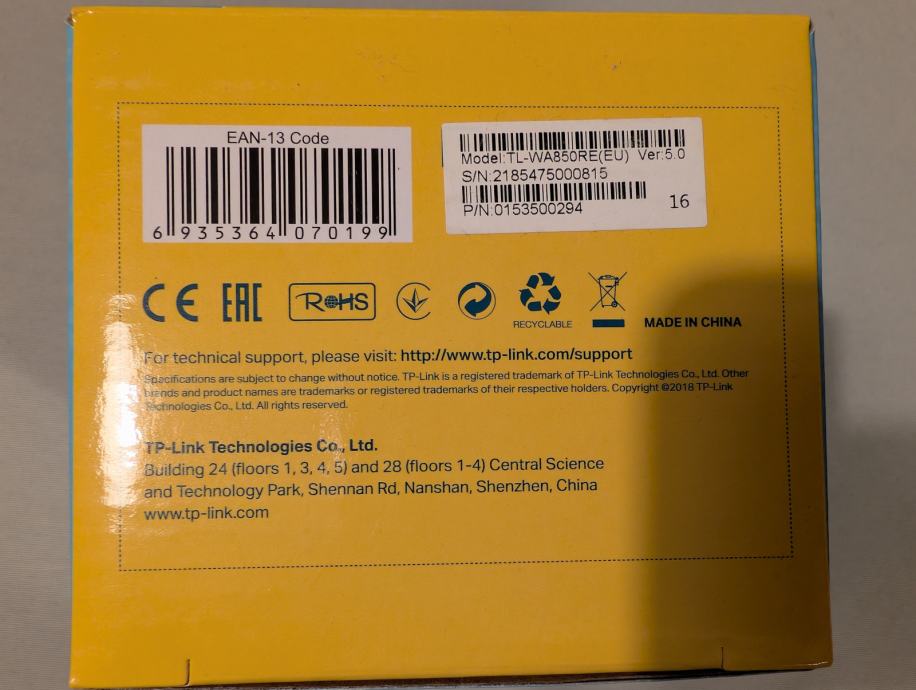 EAN-13 Code
6 935364 070199
Model:TL-WA850RE(EU) Ver:5.0
S/N:2185475000815
P/N:0153500294
16
CE EAC RoHS
RECYCLABLE
MADE IN CHINA
For technical support, please visit: http://www.tp-link.com/support
Specifications are subject to change without notice. TP-Link is a registered trademark of TP-Link Technologies Co., Ltd. Other
brands and product names are trademarks or registered trademarks of their respective holders. Copyright ©2018 TP-Link
Technologies Co., Ltd. All rights reserved.
TP-Link Technologies Co., Ltd.
Building 24 (floors 1, 3, 4, 5) and 28 (floors 1-4) Central Science
and Technology Park, Shennan Rd, Nanshan, Shenzhen, China
www.tp-link.com